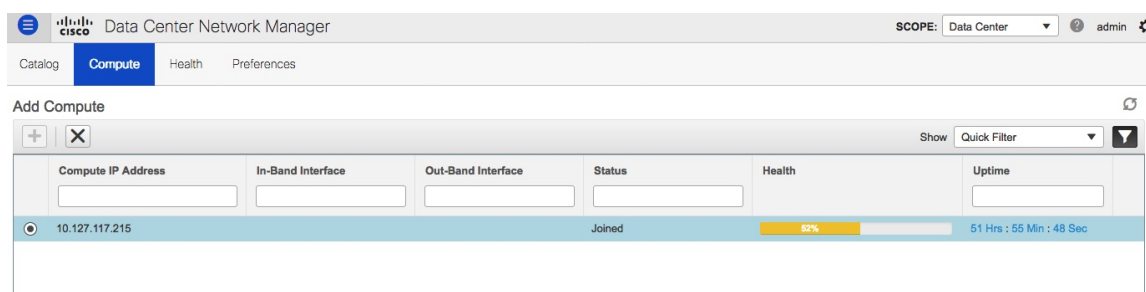 CISCO Data Center Network Manager SCOPE: Data Center ? admin
Catalog Compute Health Preferences
Add Compute
Show Quick Filter
Compute IP Address In-Band Interface Out-Band Interface Status Health Uptime
10.127.117.215 Joined 52% 51 Hrs : 55 Min : 48 Sec